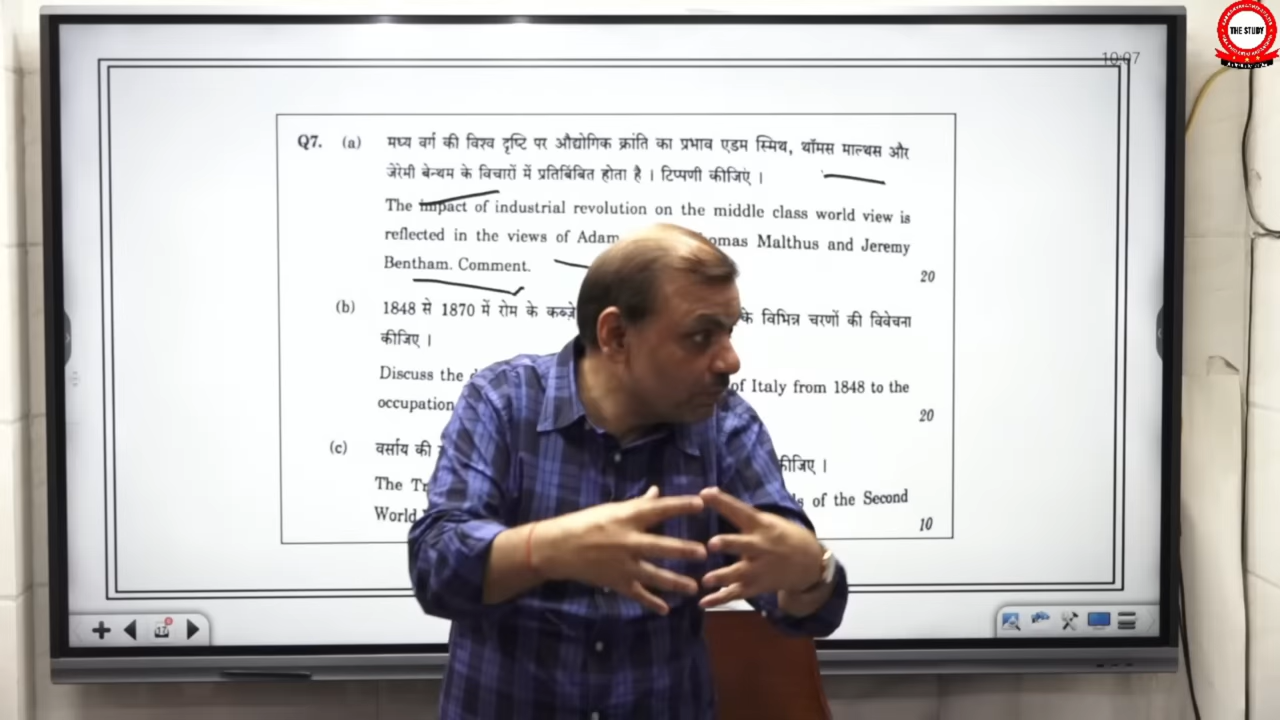 THE STUDY
10:07
Q7. (a) मध्य वर्ग की विश्व दृष्टि पर औद्योगिक क्रांति का प्रभाव एडम स्मिथ, थॉमस माल्थस और
जेरेमी बेन्थम के विचारों में प्रतिबिंबित होता है । टिप्पणी कीजिए ।
The impact of industrial revolution on the middle class world view is
reflected in the views of Adam Malthus and Jeremy
Bentham. Comment. 20
(b) 1848 से 1870 में रोम के कब्ज़े के विभिन्न चरणों की विवेचना
कीजिए ।
Discuss the of Italy from 1848 to the
occupation 20
(c) वर्साय की कीजिए ।
The of the Second
World 10